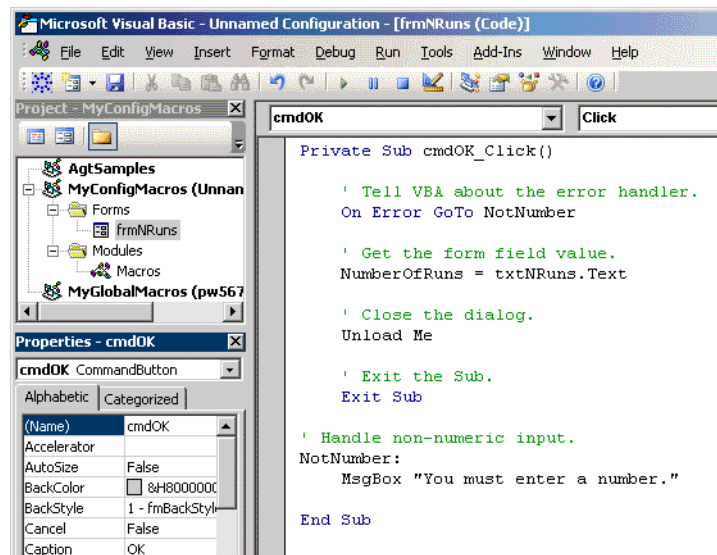 Microsoft Visual Basic - Unnamed Configuration - [frmNRuns (Code)]
File Edit View Insert Format Debug Run Tools Add-Ins Window Help
Project - MyConfigMacros
AgtSamples
MyConfigMacros (Unnan
Forms
frmNRuns
Modules
Macros
MyGlobalMacros (pw567
Properties - cmdOK
cmdOK CommandButton
Alphabetic Categorized
(Name) cmdOK
Accelerator
AutoSize False
BackColor &H8000000
BackStyle 1 - fmBackStyl
Cancel False
Caption OK
cmdOK Click
Private Sub cmdOK_Click()
' Tell VBA about the error handler.
On Error GoTo NotNumber
' Get the form field value.
NumberOfRuns = txtNRuns.Text
' Close the dialog.
Unload Me
' Exit the Sub.
Exit Sub
' Handle non-numeric input.
NotNumber:
MsgBox "You must enter a number."
End Sub